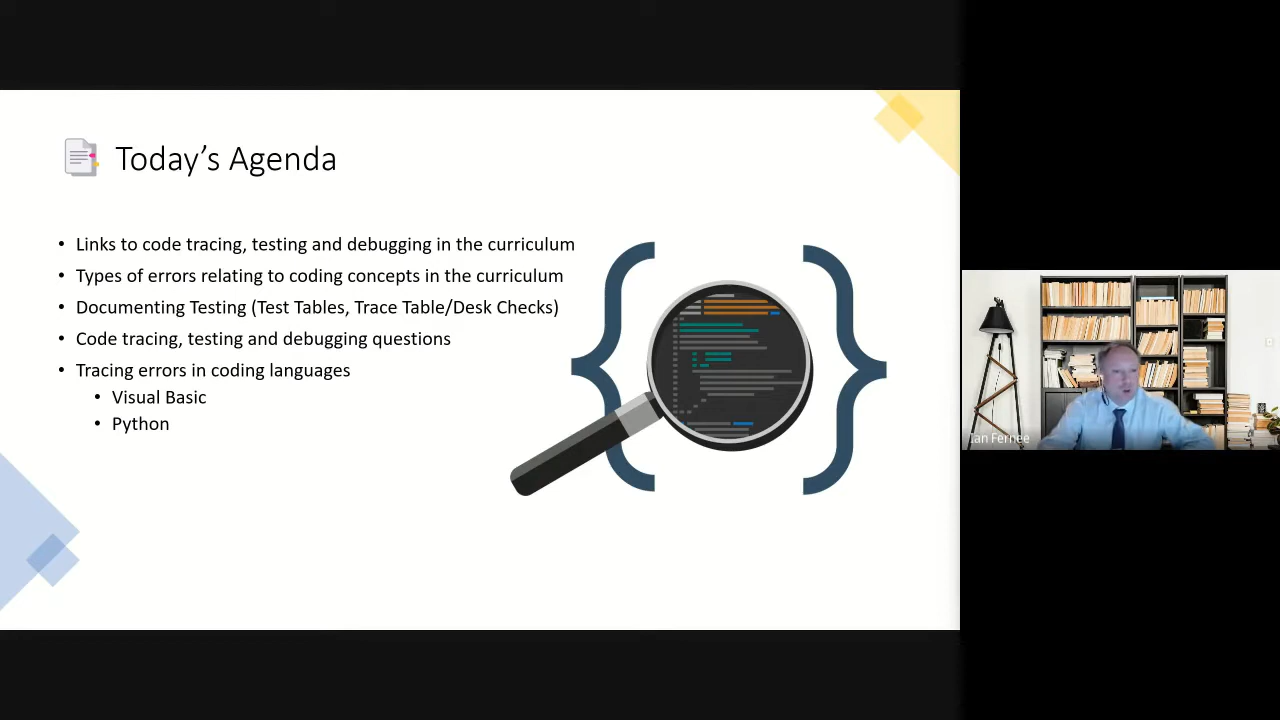 Today's Agenda
• Links to code tracing, testing and debugging in the curriculum
• Types of errors relating to coding concepts in the curriculum
• Documenting Testing (Test Tables, Trace Table/Desk Checks)
• Code tracing, testing and debugging questions
• Tracing errors in coding languages
• Visual Basic
• Python
Ian Fernee